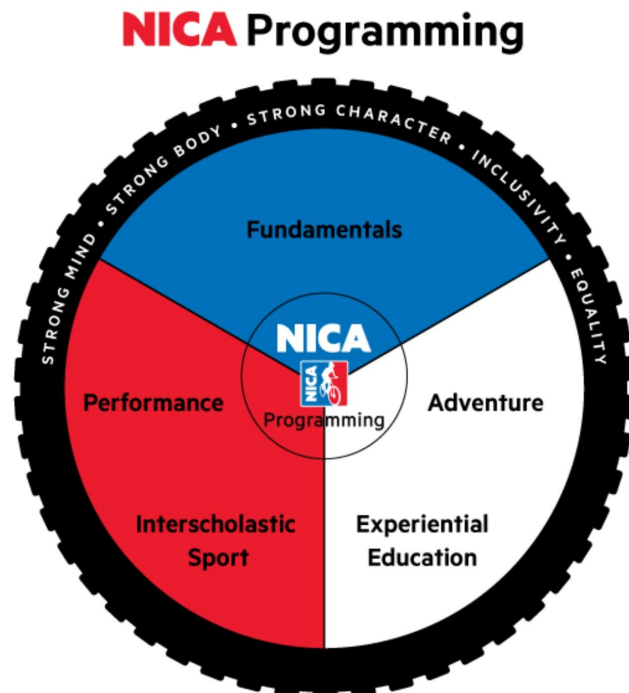 NICA Programming
STRONG MIND • STRONG BODY • STRONG CHARACTER • INCLUSIVITY • EQUALITY
Fundamentals
NICA
NICA
Programming
Performance
Adventure
Interscholastic
Sport
Experiential
Education